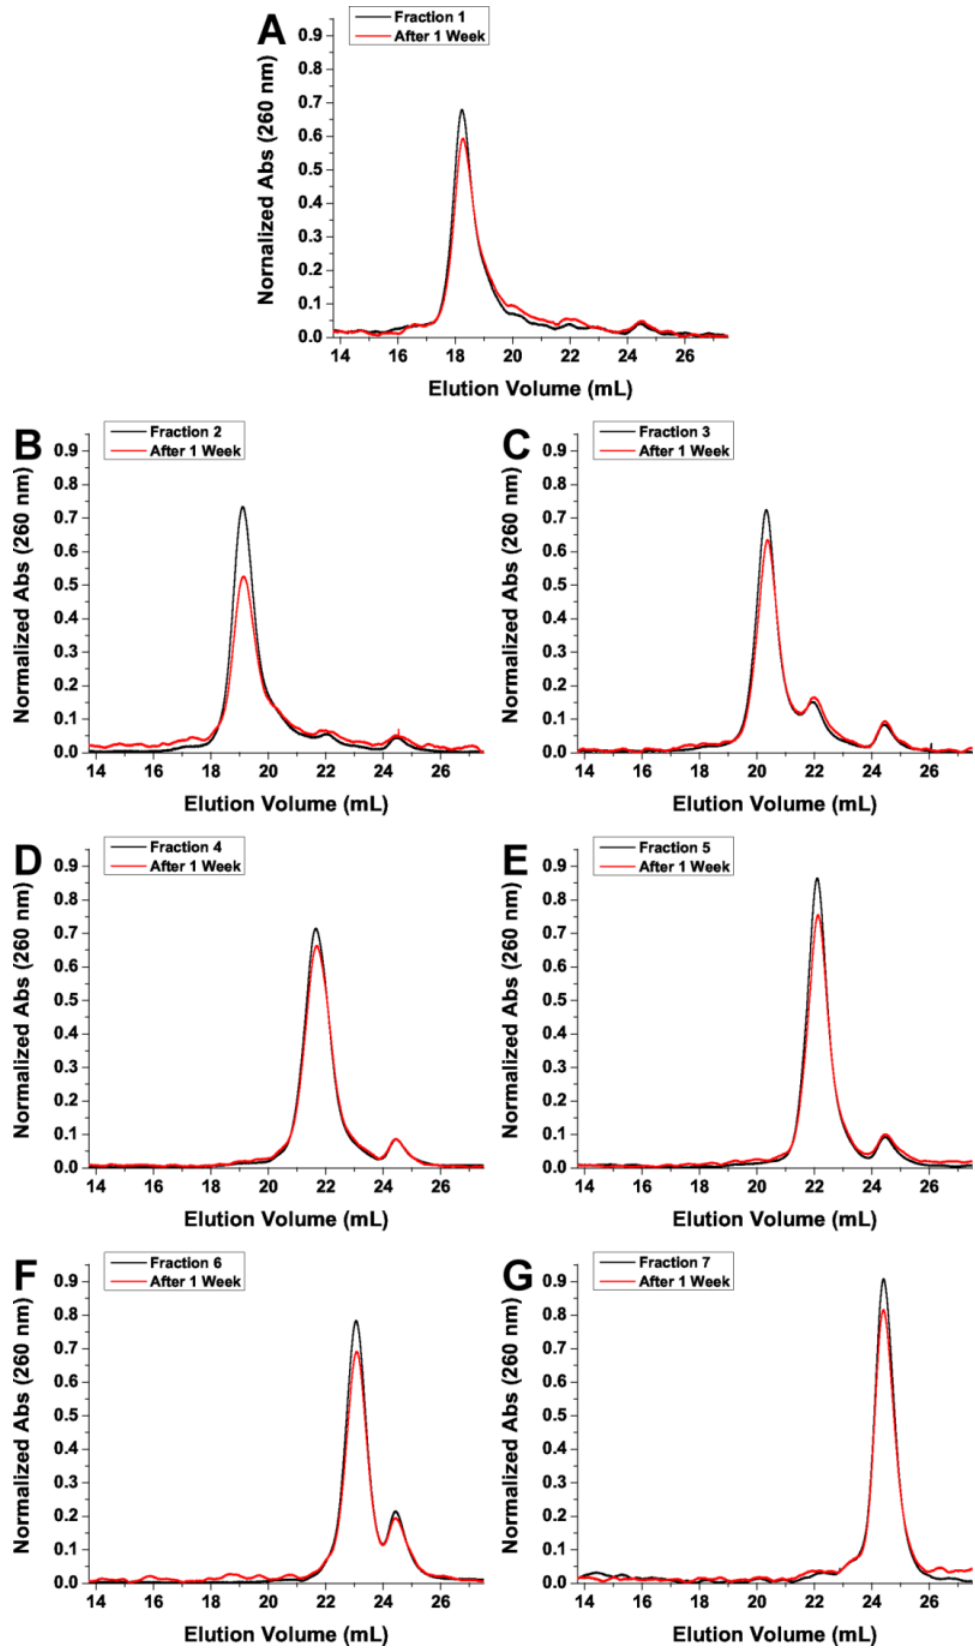 A
Fraction 1
After 1 Week
Nornalized Abs (260 nm)
0.9
0.8
0.7
0.6
0.5
0.4
0.3
0.2
0.1
0.0
14 16 18 20 22 24 26
Elution Volume (mL)
B
Fraction 2
After 1 Week
Normalized Abs (260 nm)
0.9
0.8
0.7
0.6
0.5
0.4
0.3
0.2
0.1
0.0
14 16 18 20 22 24 26
Elution Volume (mL)
C
Fraction 3
After 1 Week
Normalized Abs (260 nm)
0.9
0.8
0.7
0.6
0.5
0.4
0.3
0.2
0.1
0.0
14 16 18 20 22 24 26
Elution Volume (mL)
D
Fraction 4
After 1 Week
Normalized Abs (260 nm)
0.9
0.8
0.7
0.6
0.5
0.4
0.3
0.2
0.1
0.0
14 16 18 20 22 24 26
Elution Volume (mL)
E
Fraction 5
After 1 Week
Normalized Abs (260 nm)
0.9
0.8
0.7
0.6
0.5
0.4
0.3
0.2
0.1
0.0
14 16 18 20 22 24 26
Elution Volume (mL)
F
Fraction 6
After 1 Week
Normalized Abs (260 nm)
0.9
0.8
0.7
0.6
0.5
0.4
0.3
0.2
0.1
0.0
14 16 18 20 22 24 26
Elution Volume (mL)
G
Fraction 7
After 1 Week
Normalized Abs (260 nm)
0.9
0.8
0.7
0.6
0.5
0.4
0.3
0.2
0.1
0.0
14 16 18 20 22 24 26
Elution Volume (mL)